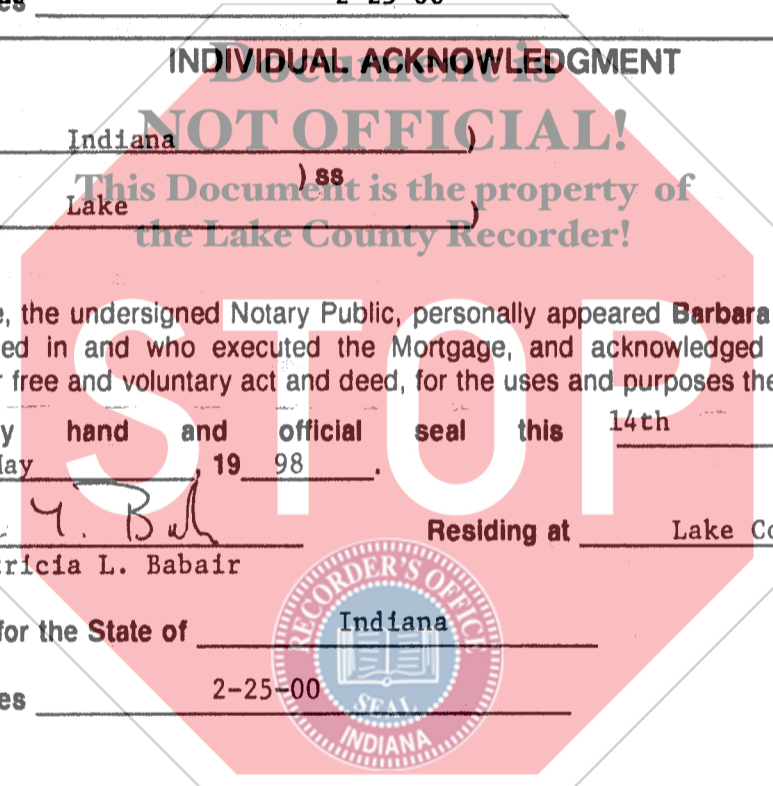 es 2-25-00
INDIVIDUAL ACKNOWLEDGMENT
Document is
NOT OFFICIAL!
Indiana )
) ss
This Document is the property of
Lake )
the Lake County Recorder!
e, the undersigned Notary Public, personally appeared Barbara
ed in and who executed the Mortgage, and acknowledged
r free and voluntary act and deed, for the uses and purposes the
STOP
y hand and official seal this 14th
May , 19 98 .
Residing at Lake Co
tricia L. Babair
for the State of Indiana
es 2-25-00
RECORDER'S OFFICE
SEAL
INDIANA